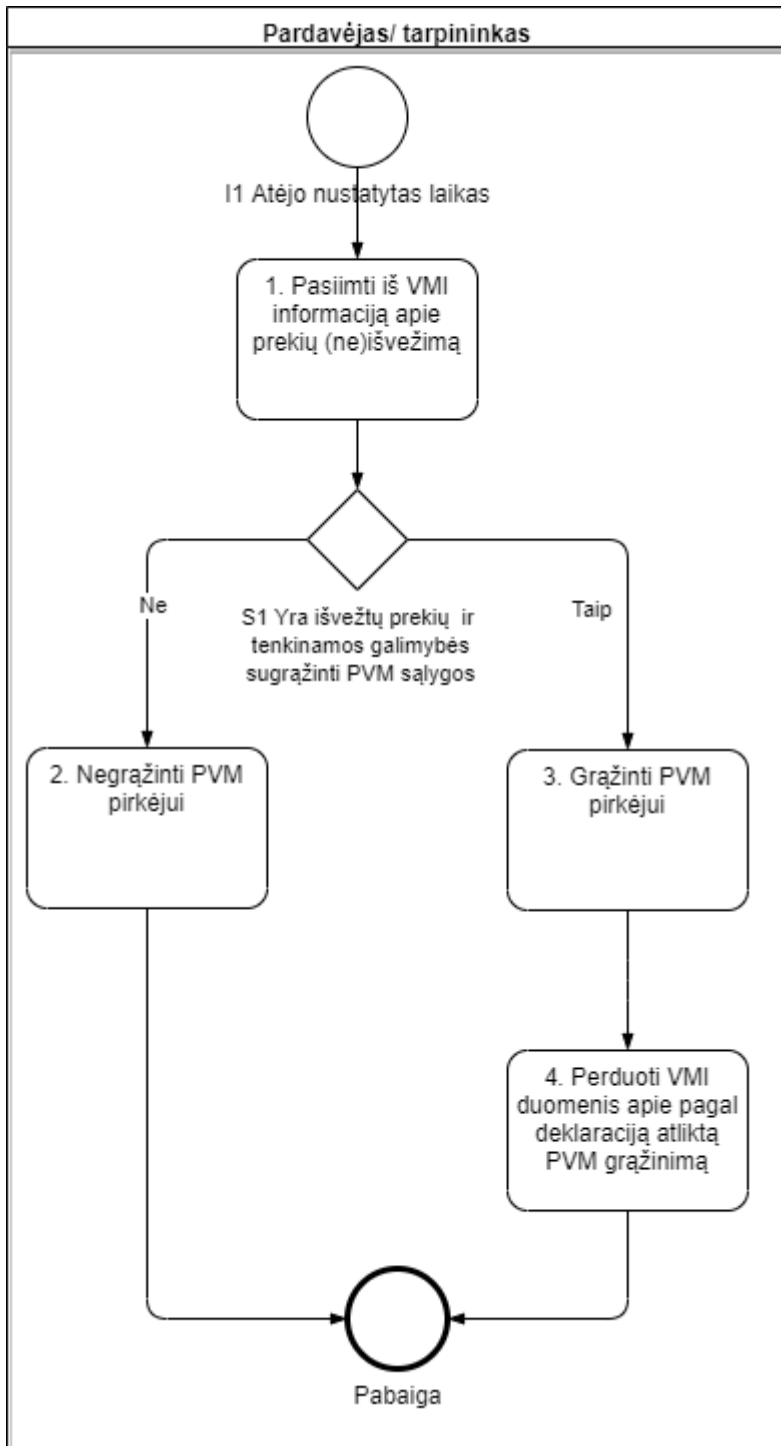 Pardavėjas/ tarpininkas
I1 Atėjo nustatytas laikas
1. Pasiimti iš VMI
informaciją apie
prekių (ne)išvežimą
Ne
S1 Yra išvežtų prekių  ir
tenkinamos galimybės
sugrąžinti PVM sąlygos
Taip
2. Negrąžinti PVM
pirkėjui
3. Grąžinti PVM
pirkėjui
4. Perduoti VMI
duomenis apie pagal
deklaraciją atliktą
PVM grąžinimą
Pabaiga